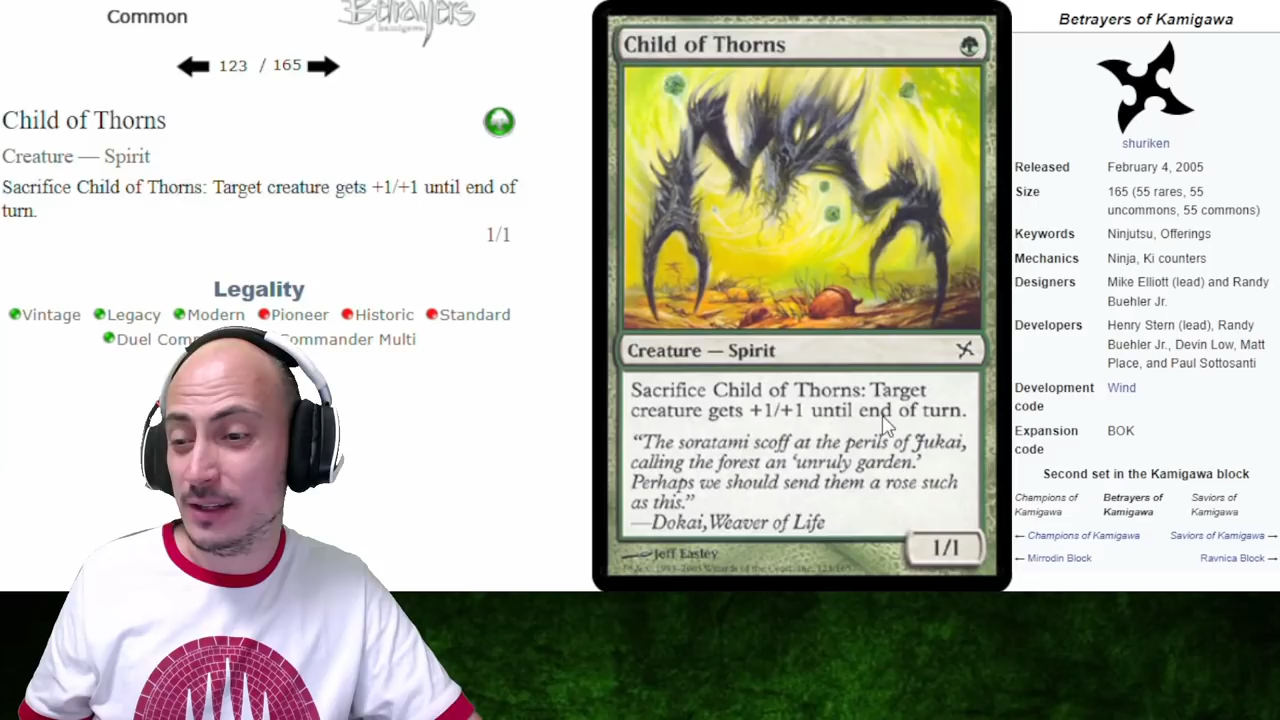 Common
Betrayers
of Kamigawa
123 / 165
Child of Thorns
Creature — Spirit
Sacrifice Child of Thorns: Target creature gets +1/+1 until end of
turn.
1/1
Legality
Vintage Legacy Modern Pioneer Historic Standard
Duel Com Commander Multi
Child of Thorns
Creature — Spirit
Sacrifice Child of Thorns: Target
creature gets +1/+1 until end of turn.
“The soratami scoff at the perils of Jukai,
calling the forest an ‘unruly garden.’
Perhaps we should send them a rose such
as this.”
—Dokai, Weaver of Life
1/1
Jeff Easley
Betrayers of Kamigawa
shuriken
Released February 4, 2005
Size 165 (55 rares, 55
uncommons, 55 commons)
Keywords Ninjutsu, Offerings
Mechanics Ninja, Ki counters
Designers Mike Elliott (lead) and Randy
Buehler Jr.
Developers Henry Stern (lead), Randy
Buehler Jr., Devin Low, Matt
Place, and Paul Sottosanti
Development Wind
code
Expansion BOK
code
Second set in the Kamigawa block
Champions of Betrayers of Saviors of
Kamigawa Kamigawa Kamigawa
← Champions of Kamigawa Saviors of Kamigawa →
← Mirrodin Block Ravnica Block →